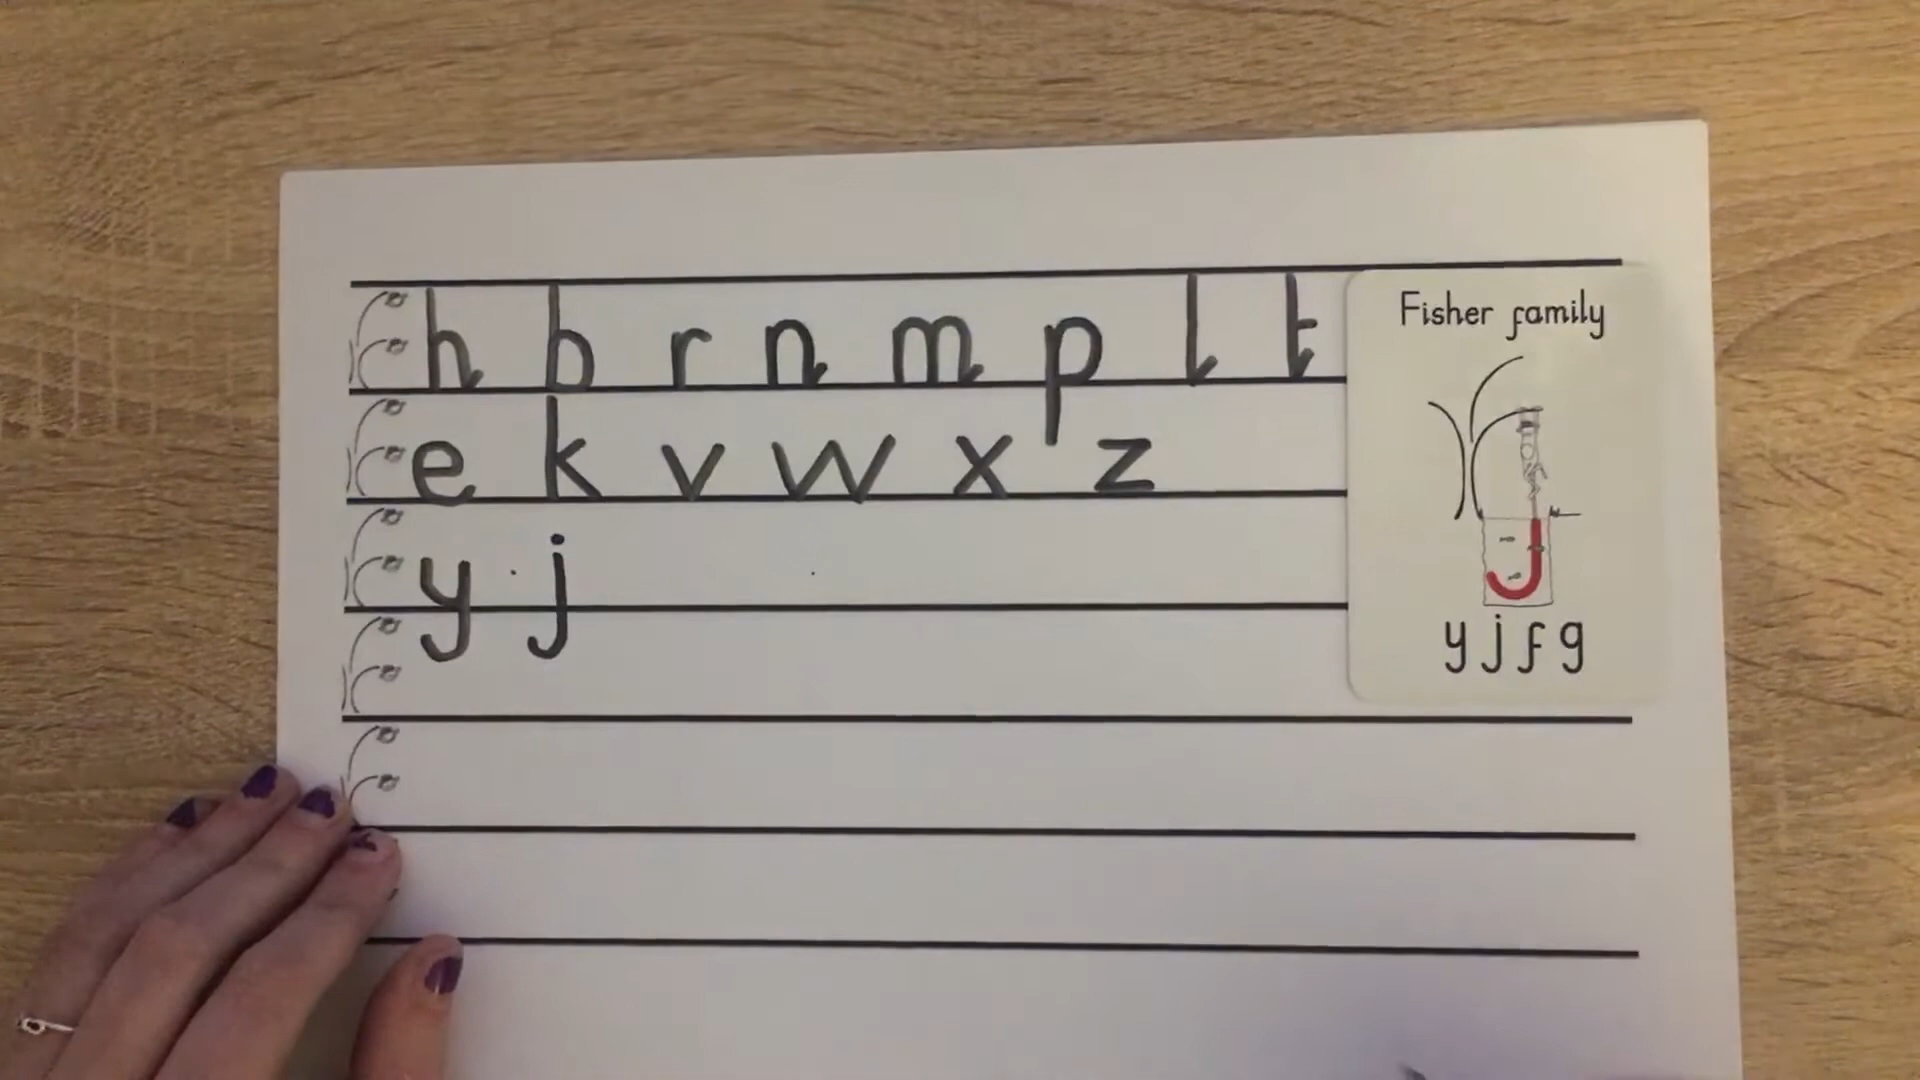 h b r n m p l t
e k v w x z
y j
Fisher family
y j f g